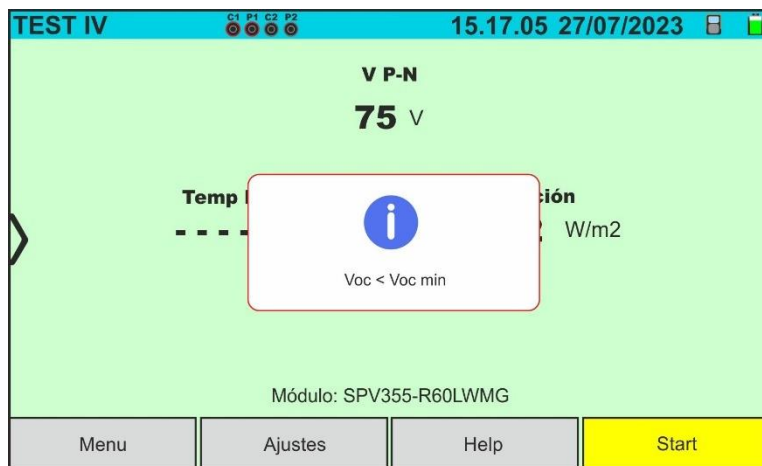 TEST IV C1 P1 C2 P2 15.17.05 27/07/2023
V P-N
75 V
Temp ción
- - - - W/m2
Voc < Voc min
Módulo: SPV355-R60LWMG
Menu Ajustes Help Start